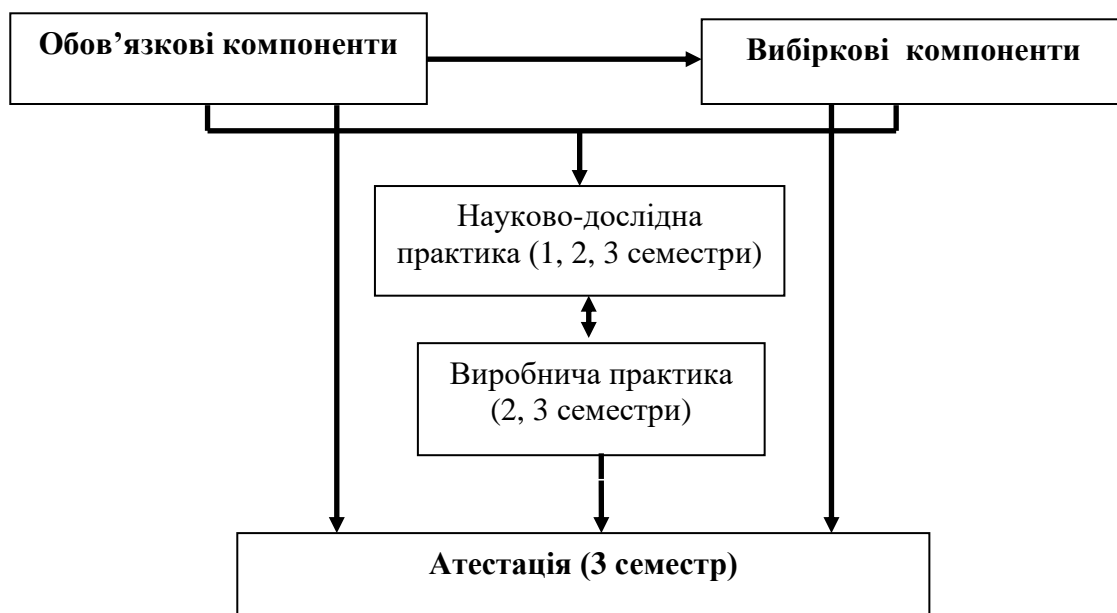 Обов’язкові компоненти
Вибіркові компоненти
Науково-дослідна
практика (1, 2, 3 семестри)
Виробнича практика
(2, 3 семестри)
Атестація (3 семестр)